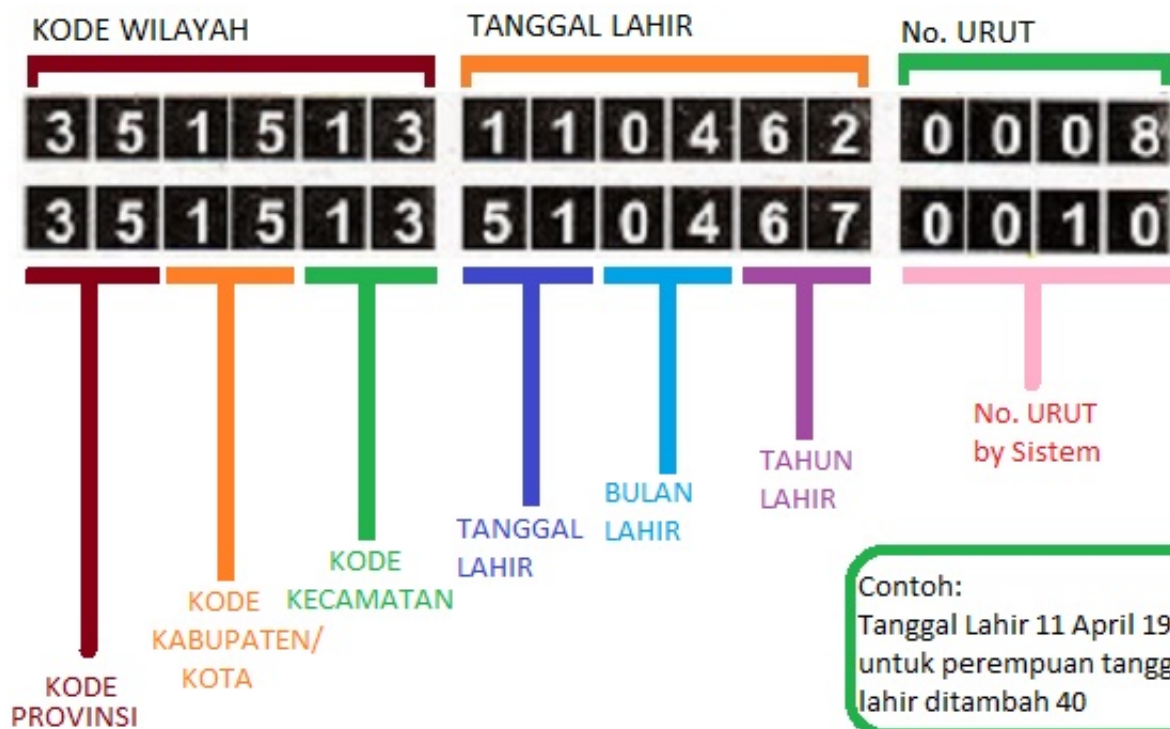 KODE WILAYAH TANGGAL LAHIR No. URUT
3 5 1 5 1 3 1 1 0 4 6 2 0 0 0 8
3 5 1 5 1 3 5 1 0 4 6 7 0 0 1 0
KODE
PROVINSI
KODE
KABUPATEN/
KOTA
KODE
KECAMATAN
TANGGAL
LAHIR
BULAN
LAHIR
TAHUN
LAHIR
No. URUT
by Sistem
Contoh:
Tanggal Lahir 11 April 19
untuk perempuan tangg
lahir ditambah 40